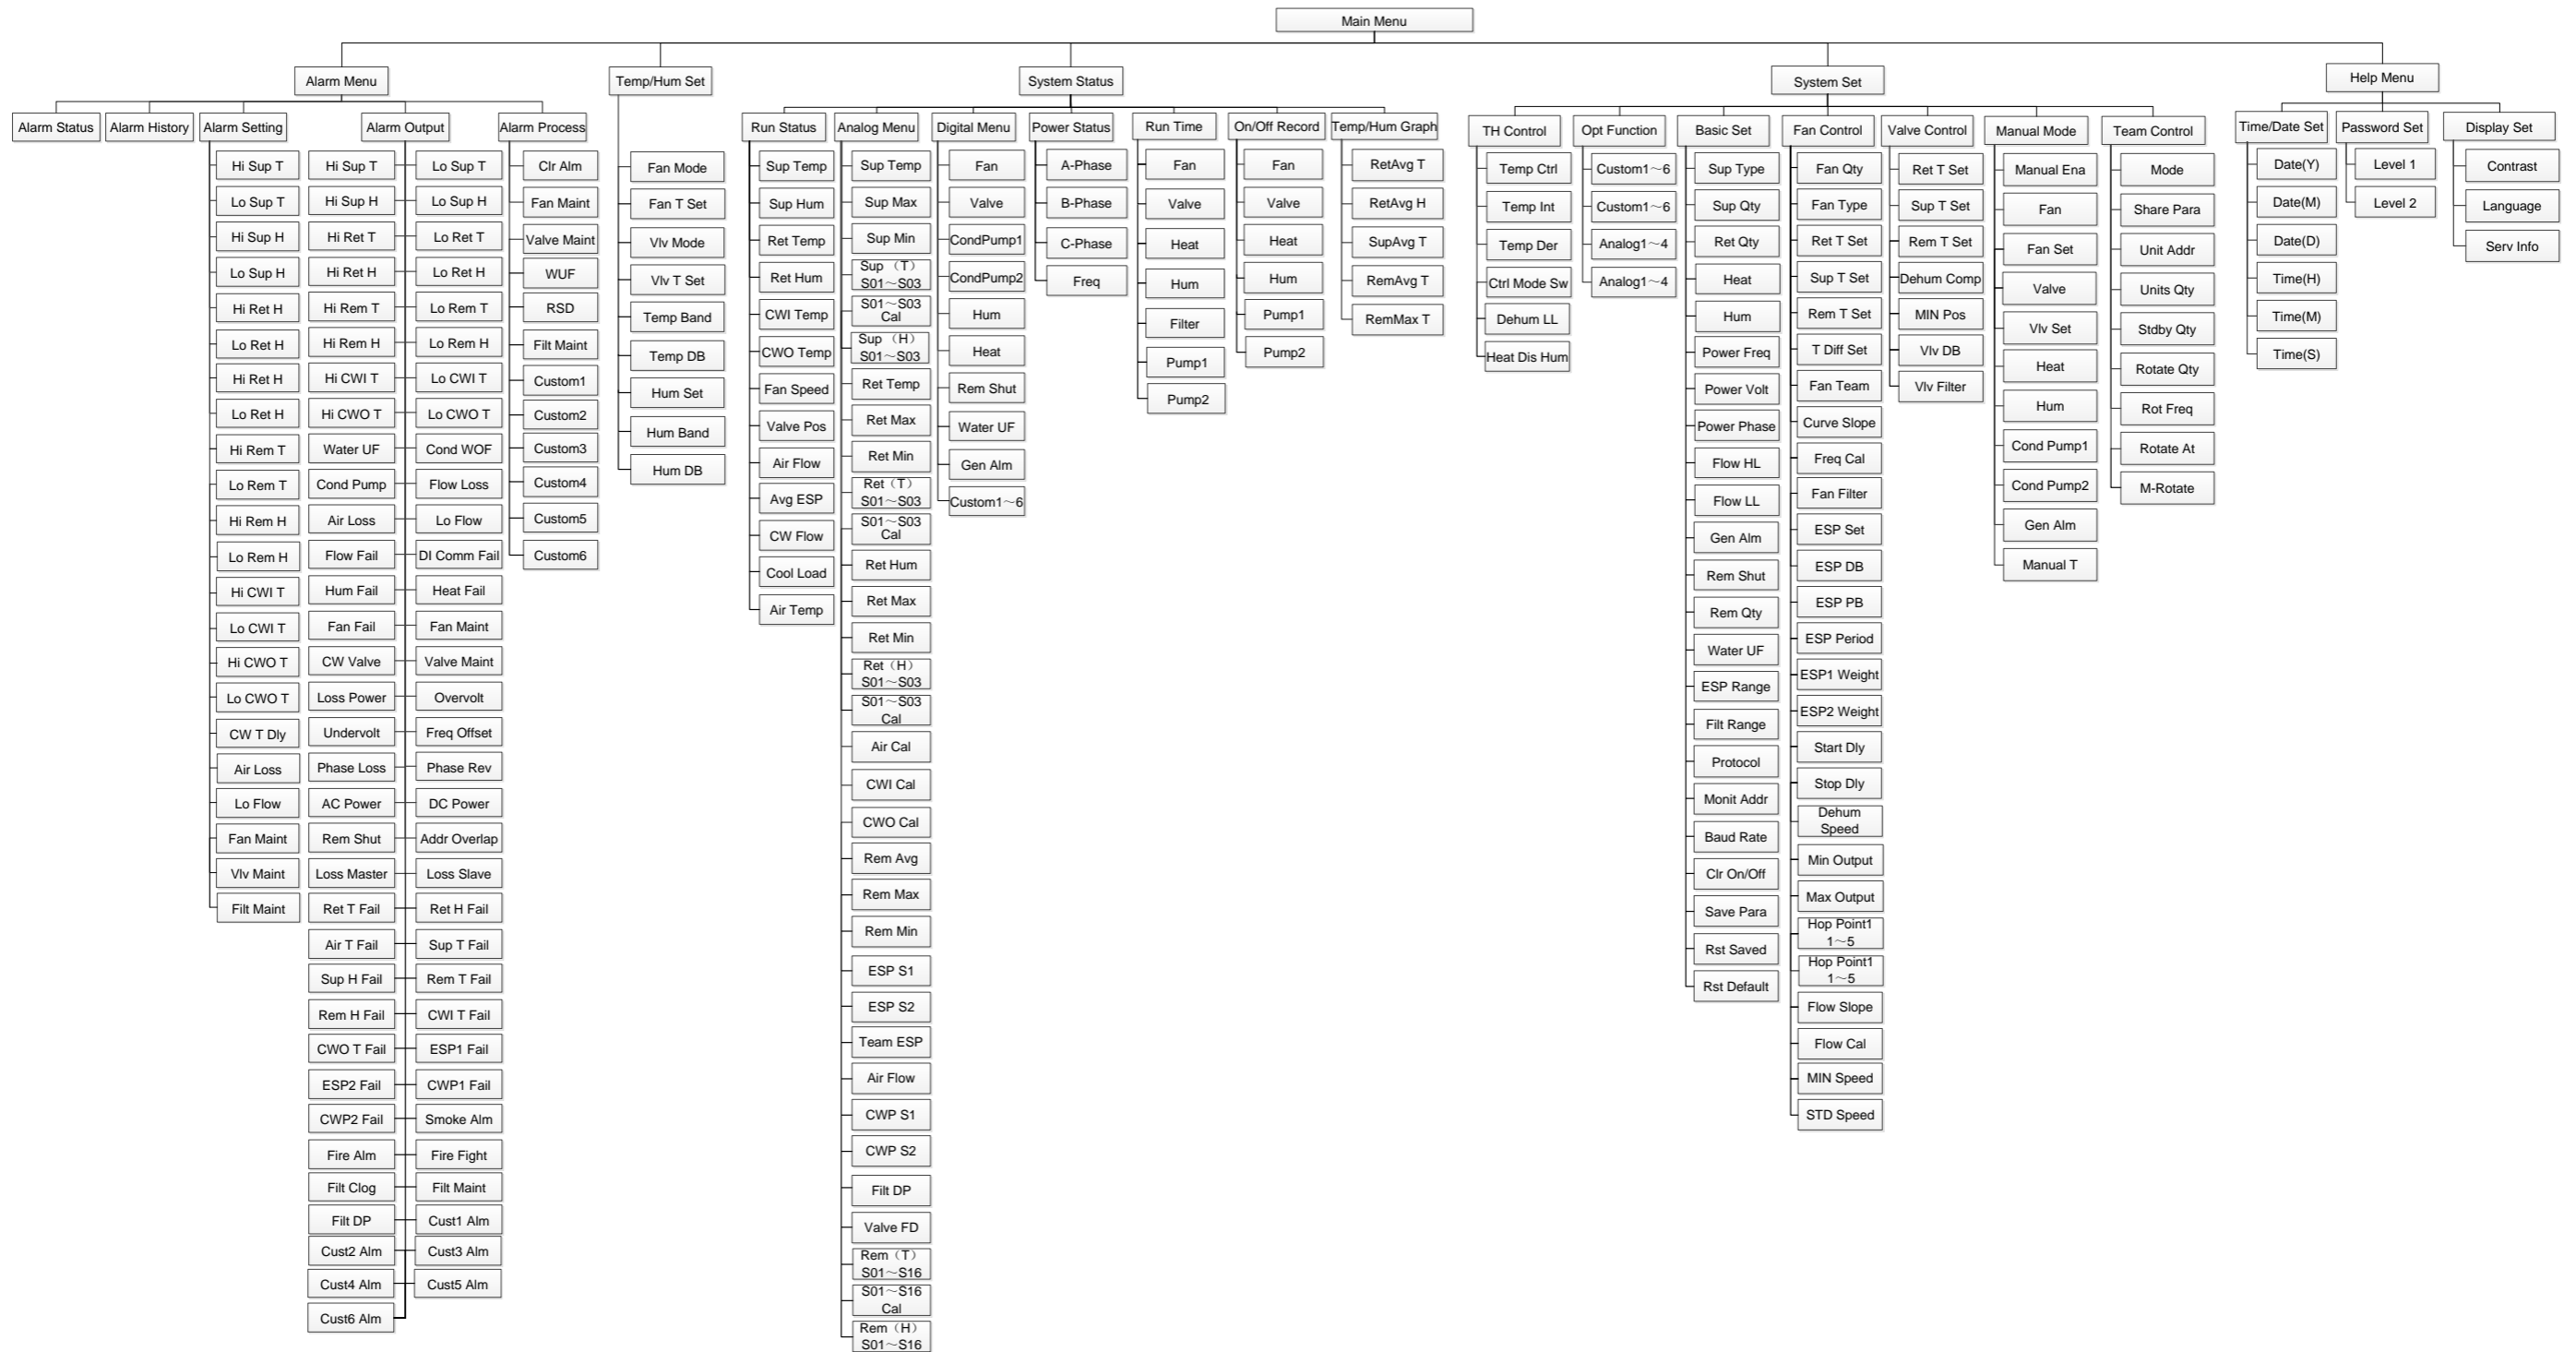 Main Menu
Alarm Menu
Temp/Hum Set
System Status
System Set
Help Menu
Alarm Status
Alarm History
Alarm Setting
Alarm Output
Alarm Process
Run Status
Analog Menu
Digital Menu
Power Status
Run Time
On/Off Record
Temp/Hum Graph
TH Control
Opt Function
Basic Set
Fan Control
Valve Control
Manual Mode
Team Control
Time/Date Set
Password Set
Display Set
Hi Sup T
Lo Sup T
Hi Sup H
Lo Sup H
Hi Ret H
Lo Ret H
Hi Ret H
Lo Ret H
Hi Rem T
Lo Rem T
Hi Rem H
Lo Rem H
Hi CWI T
Lo CWI T
Hi CWO T
Lo CWO T
CW T Dly
Air Loss
Lo Flow
Fan Maint
Vlv Maint
Filt Maint
Hi Sup T
Lo Sup T
Hi Sup H
Lo Sup H
Hi Ret T
Lo Ret T
Hi Ret H
Lo Ret H
Hi Rem T
Lo Rem T
Hi Rem H
Lo Rem H
Hi CWI T
Lo CWI T
Hi CWO T
Lo CWO T
Water UF
Cond WOF
Cond Pump
Flow Loss
Air Loss
Lo Flow
Flow Fail
DI Comm Fail
Hum Fail
Heat Fail
Fan Fail
Fan Maint
CW Valve
Valve Maint
Loss Power
Overvolt
Undervolt
Freq Offset
Phase Loss
Phase Rev
AC Power
DC Power
Rem Shut
Addr Overlap
Loss Master
Loss Slave
Ret T Fail
Ret H Fail
Air T Fail
Sup T Fail
Sup H Fail
Rem T Fail
Rem H Fail
CWI T Fail
CWO T Fail
ESP1 Fail
ESP2 Fail
CWP1 Fail
CWP2 Fail
Smoke Alm
Fire Alm
Fire Fight
Filt Clog
Filt Maint
Filt DP
Cust1 Alm
Cust2 Alm
Cust3 Alm
Cust4 Alm
Cust5 Alm
Cust6 Alm
Clr Alm
Fan Maint
Valve Maint
WUF
RSD
Filt Maint
Custom1
Custom2
Custom3
Custom4
Custom5
Custom6
Fan Mode
Fan T Set
Vlv Mode
Vlv T Set
Temp Band
Temp DB
Hum Set
Hum Band
Hum DB
Sup Temp
Sup Hum
Ret Temp
Ret Hum
CWI Temp
CWO Temp
Fan Speed
Valve Pos
Air Flow
Avg ESP
CW Flow
Cool Load
Air Temp
Sup Temp
Sup Max
Sup Min
Sup （T）
S01～S03
S01～S03
Cal
Sup （H）
S01～S03
Ret Temp
Ret Max
Ret Min
Ret （T）
S01～S03
S01～S03
Cal
Ret Hum
Ret Max
Ret Min
Ret （H）
S01～S03
S01～S03
Cal
Air Cal
CWI Cal
CWO Cal
Rem Avg
Rem Max
Rem Min
ESP S1
ESP S2
Team ESP
Air Flow
CWP S1
CWP S2
Filt DP
Valve FD
Rem （T）
S01～S16
S01～S16
Cal
Rem （H）
S01～S16
Fan
Valve
CondPump1
CondPump2
Hum
Heat
Rem Shut
Water UF
Gen Alm
Custom1～6
A-Phase
B-Phase
C-Phase
Freq
Fan
Valve
Heat
Hum
Filter
Pump1
Pump2
Fan
Valve
Heat
Hum
Pump1
Pump2
RetAvg T
RetAvg H
SupAvg T
RemAvg T
RemMax T
Temp Ctrl
Temp Int
Temp Der
Ctrl Mode Sw
Dehum LL
Heat Dis Hum
Custom1～6
Custom1～6
Analog1～4
Analog1～4
Sup Type
Sup Qty
Ret Qty
Heat
Hum
Power Freq
Power Volt
Power Phase
Flow HL
Flow LL
Gen Alm
Rem Shut
Rem Qty
Water UF
ESP Range
Filt Range
Protocol
Monit Addr
Baud Rate
Clr On/Off
Save Para
Rst Saved
Rst Default
Fan Qty
Fan Type
Ret T Set
Sup T Set
Rem T Set
T Diff Set
Fan Team
Curve Slope
Freq Cal
Fan Filter
ESP Set
ESP DB
ESP PB
ESP Period
ESP1 Weight
ESP2 Weight
Start Dly
Stop Dly
Dehum
Speed
Min Output
Max Output
Hop Point1
1～5
Hop Point1
1～5
Flow Slope
Flow Cal
MIN Speed
STD Speed
Ret T Set
Sup T Set
Rem T Set
Dehum Comp
MIN Pos
Vlv DB
Vlv Filter
Manual Ena
Fan
Fan Set
Valve
Vlv Set
Heat
Hum
Cond Pump1
Cond Pump2
Gen Alm
Manual T
Mode
Share Para
Unit Addr
Units Qty
Stdby Qty
Rotate Qty
Rot Freq
Rotate At
M-Rotate
Date(Y)
Date(M)
Date(D)
Time(H)
Time(M)
Time(S)
Level 1
Level 2
Contrast
Language
Serv Info